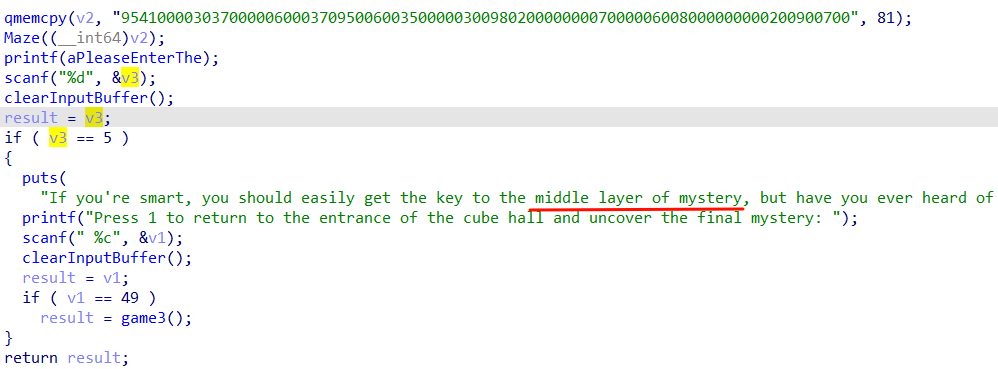 qmemcpy(v2, "954100003037000006000370950060035000000300980200000000700000600800000000200900700", 81);
Maze((__int64)v2);
printf(aPleaseEnterThe);
scanf("%d", &v3);
clearInputBuffer();
result = v3;
if ( v3 == 5 )
{
puts(
"If you're smart, you should easily get the key to the middle layer of mystery, but have you ever heard of
printf("Press 1 to return to the entrance of the cube hall and uncover the final mystery: ");
scanf(" %c", &v1);
clearInputBuffer();
result = v1;
if ( v1 == 49 )
result = game3();
}
return result;